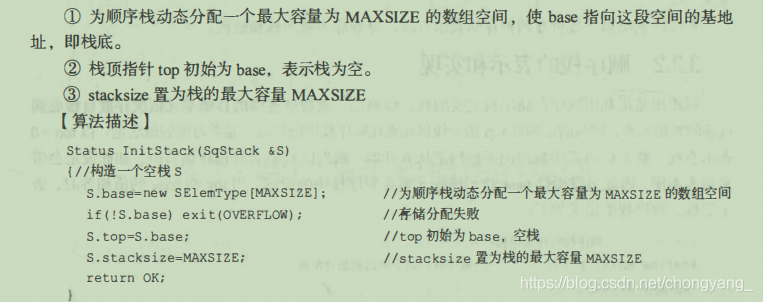 ① 为顺序栈动态分配一个最大容量为 MAXSIZE 的数组空间，使 base 指向这段空间的基地
址，即栈底。
② 栈顶指针 top 初始为 base，表示栈为空。
③ stacksize 置为栈的最大容量 MAXSIZE
【算法描述】
Status InitStack(SqStack &S)
{//构造一个空栈 S
S.base=new SElemType[MAXSIZE]; //为顺序栈动态分配一个最大容量为 MAXSIZE 的数组空间
if(!S.base) exit(OVERFLOW); //存储分配失败
S.top=S.base; //top 初始为 base，空栈
S.stacksize=MAXSIZE; //stacksize 置为栈的最大容量 MAXSIZE
return OK;
}
https://blog.csdn.net/chongyang_